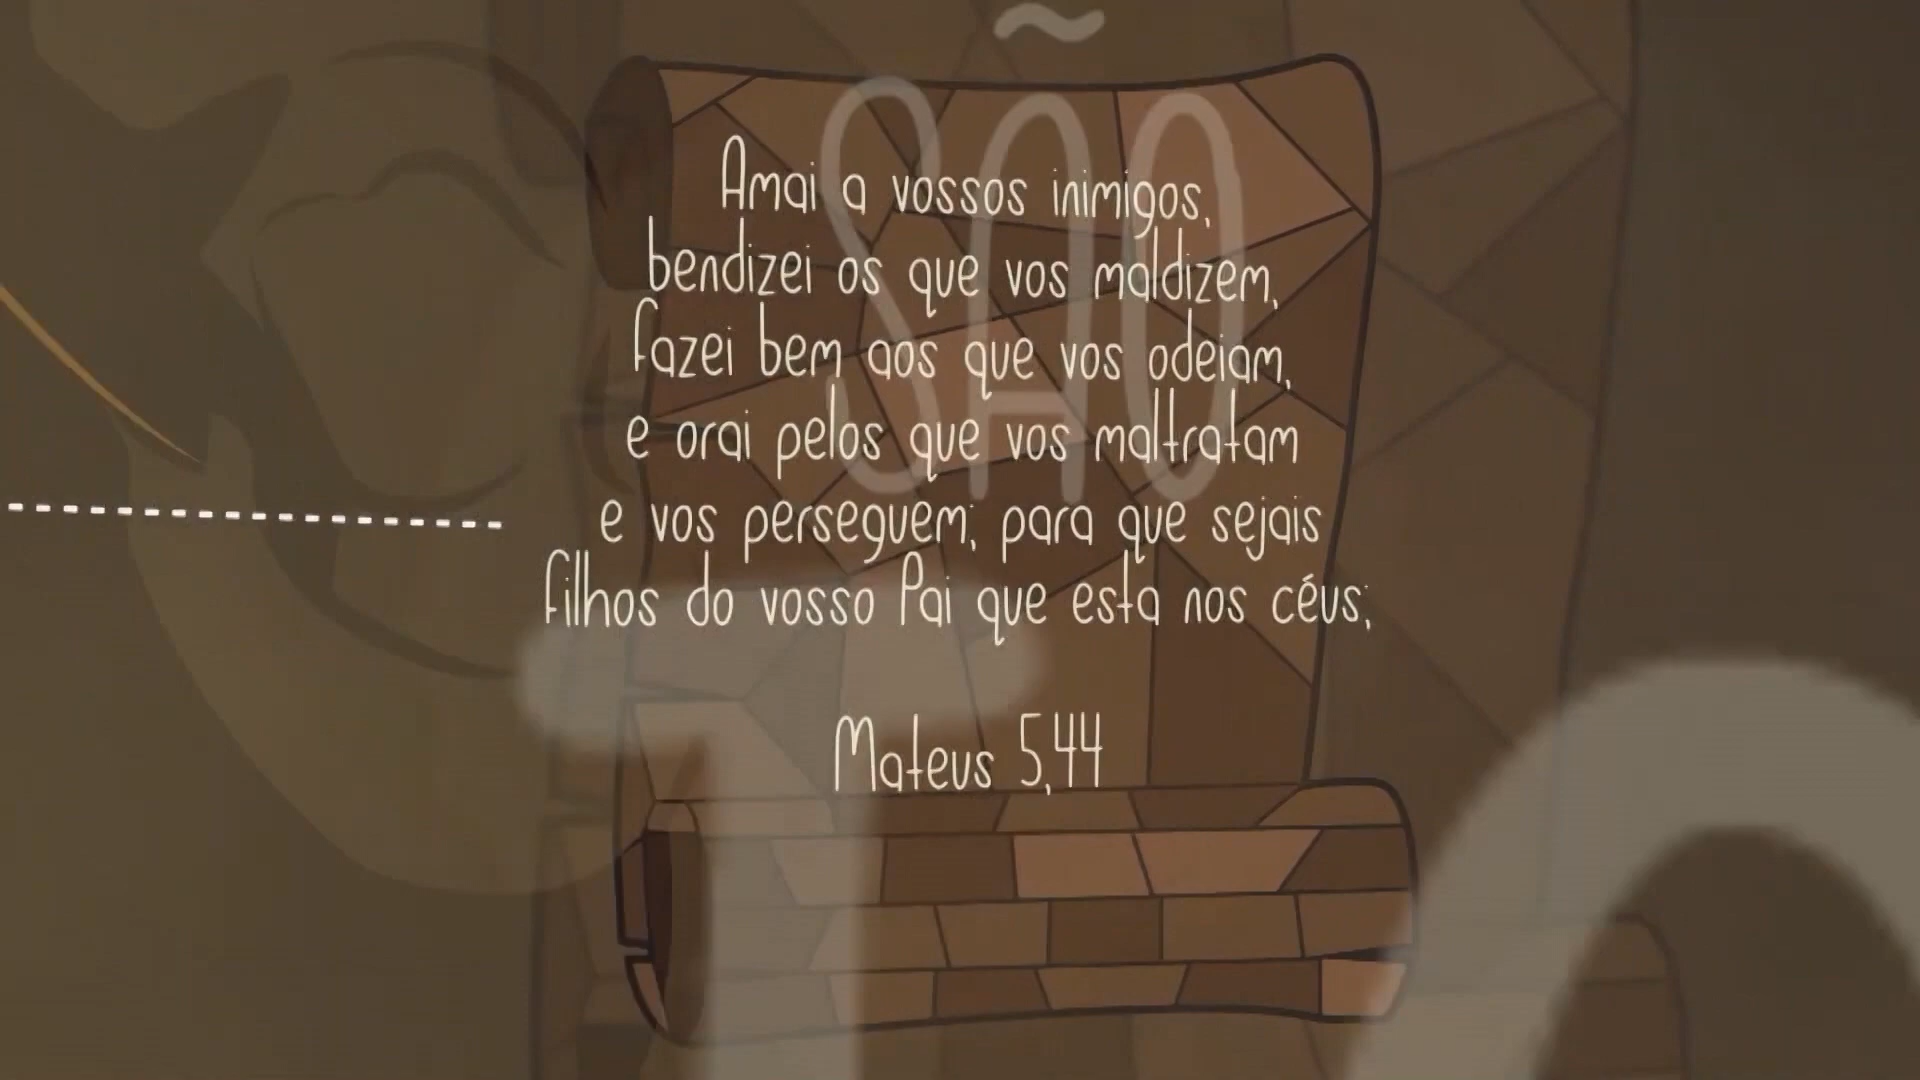 SÃO
Amai a vossos inimigos,
bendizei os que vos maldizem,
fazei bem aos que vos odeiam,
e orai pelos que vos maltratam
e vos perseguem; para que sejais
filhos do vosso Pai que esta nos céus;
Mateus 5,44